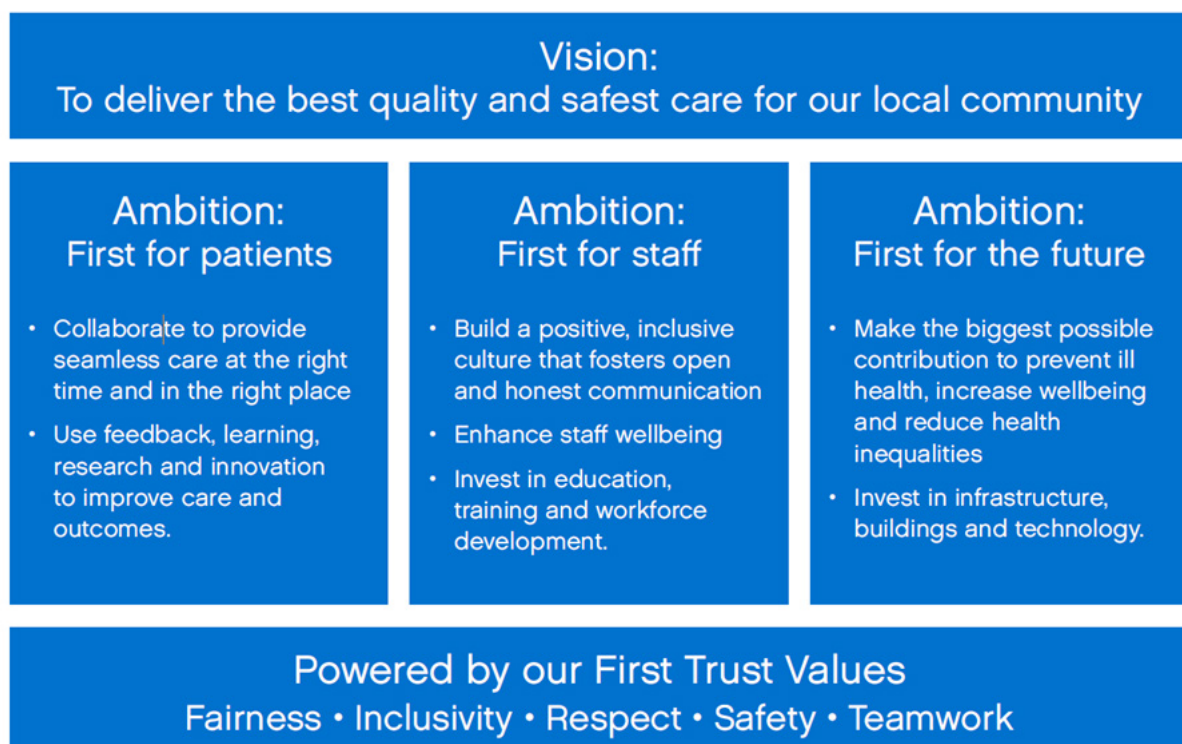 Vision:
To deliver the best quality and safest care for our local community
Ambition:
First for patients
• Collaborate to provide
seamless care at the right
time and in the right place
• Use feedback, learning,
research and innovation
to improve care and
outcomes.
Ambition:
First for staff
• Build a positive, inclusive
culture that fosters open
and honest communication
• Enhance staff wellbeing
• Invest in education,
training and workforce
development.
Ambition:
First for the future
• Make the biggest possible
contribution to prevent ill
health, increase wellbeing
and reduce health
inequalities
• Invest in infrastructure,
buildings and technology.
Powered by our First Trust Values
Fairness • Inclusivity • Respect • Safety • Teamwork